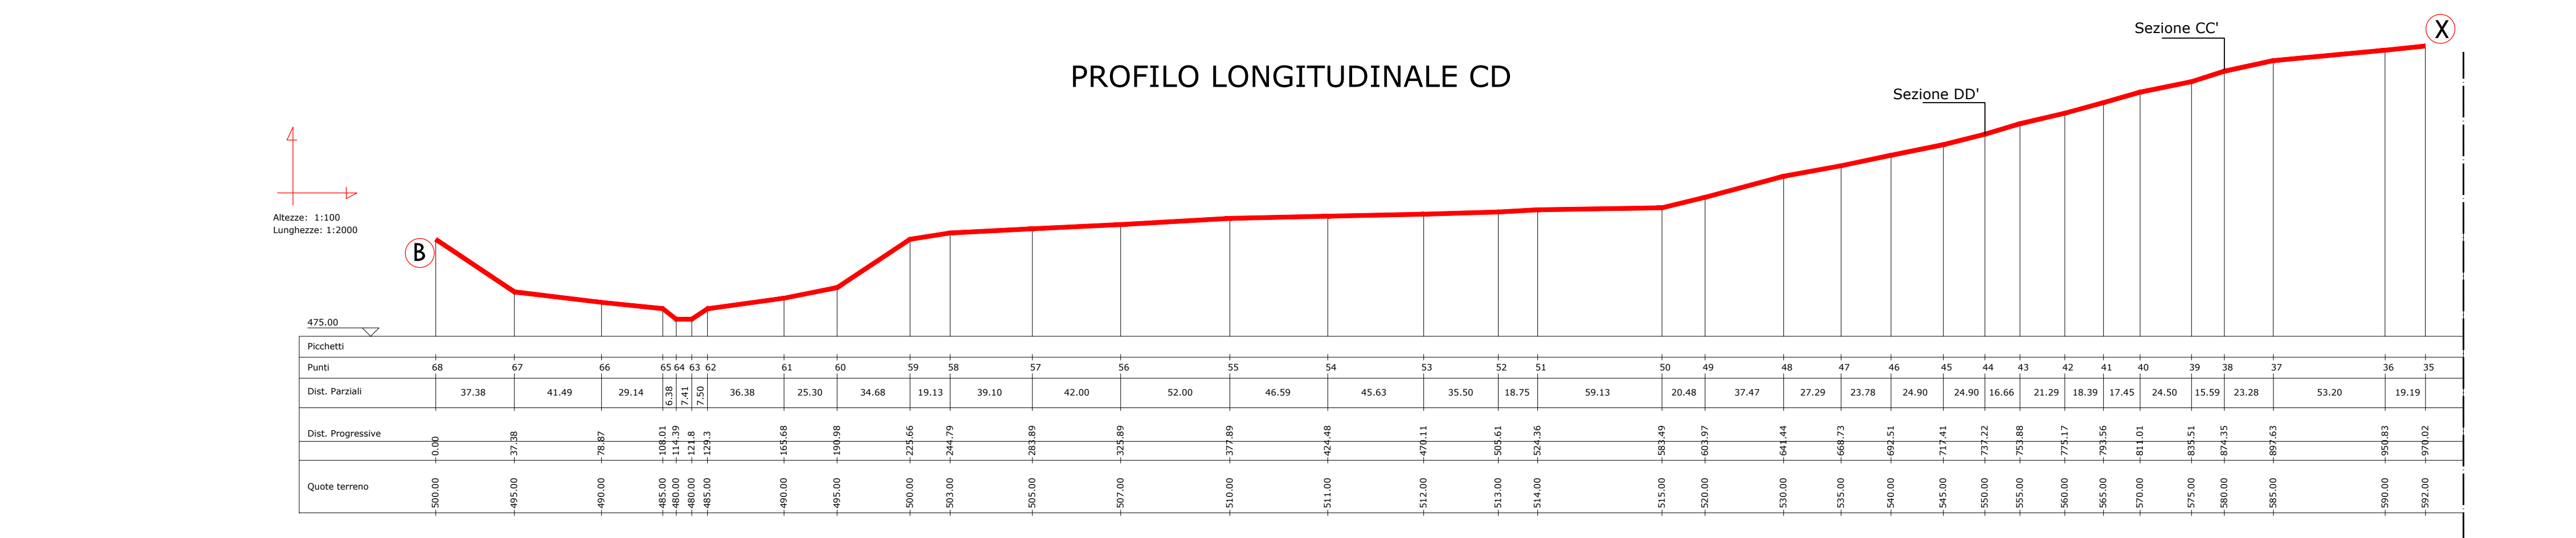 Sezione CC'
X
PROFILO LONGITUDINALE CD
Sezione DD'
Altezze: 1:100
Lunghezze: 1:2000
B
475.00
Picchetti
Punti 68 67 66 65 64 63 62 61 60 59 58 57 56 55 54 53 52 51 50 49 48 47 46 45 44 43 42 41 40 39 38 37 36 35
Dist. Parziali 37.38 41.49 29.14 6.38 7.41 7.50 36.38 25.30 34.68 19.13 39.10 42.00 52.00 46.59 45.63 35.50 18.75 59.13 20.48 37.47 27.29 23.78 24.90 24.90 16.66 21.29 18.39 17.45 24.50 15.59 23.28 53.20 19.19
Dist. Progressive 0.00 37.38 78.87 108.01 114.39 121.8 129.3 165.68 190.98 225.66 244.79 283.89 325.89 377.89 424.48 470.11 505.61 524.36 583.49 603.97 641.44 668.73 692.51 717.41 737.22 753.88 775.17 793.56 811.01 835.51 874.35 897.63 950.83 970.02
Quote terreno 500.00 495.00 490.00 485.00 480.00 480.00 485.00 490.00 495.00 500.00 503.00 505.00 507.00 510.00 511.00 512.00 513.00 514.00 515.00 520.00 530.00 535.00 540.00 545.00 550.00 555.00 560.00 565.00 570.00 575.00 580.00 585.00 590.00 592.00